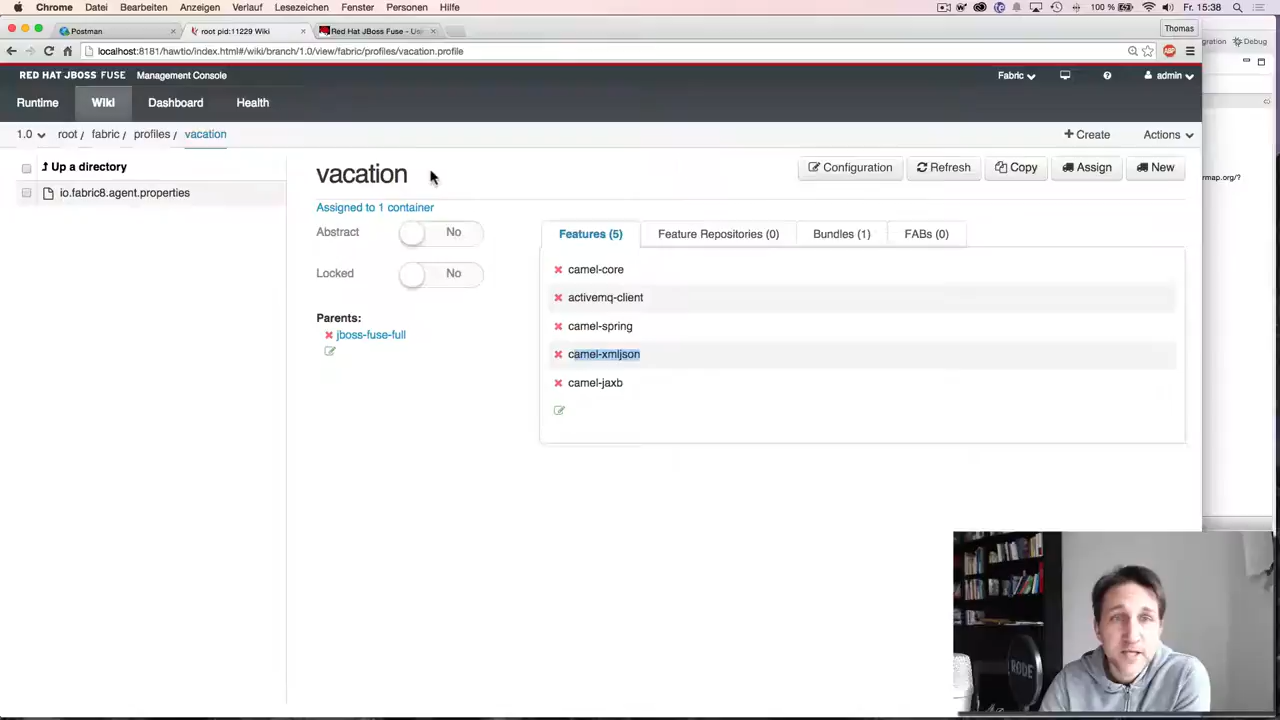 Chrome Datei Bearbeiten Anzeigen Verlauf Lesezeichen Fenster Personen Hilfe 100 % Fr. 15:38
Postman
root pid:11229 Wiki
Red Hat JBoss Fuse - Usi
Thomas
localhost:8181/hawtio/index.html#/wiki/branch/1.0/view/fabric/profiles/vacation.profile
ABP
gration Debug
RED HAT JBOSS FUSE Management Console
Fabric
admin
Runtime Wiki Dashboard Health
1.0 root / fabric / profiles / vacation
Create Actions
Up a directory
io.fabric8.agent.properties
vacation
Configuration Refresh Copy Assign New
rmap.org/?
Assigned to 1 container
Abstract No
Locked No
Parents:
jboss-fuse-full
Features (5) Feature Repositories (0) Bundles (1) FABs (0)
camel-core
activemq-client
camel-spring
camel-xmljson
camel-jaxb
RODE